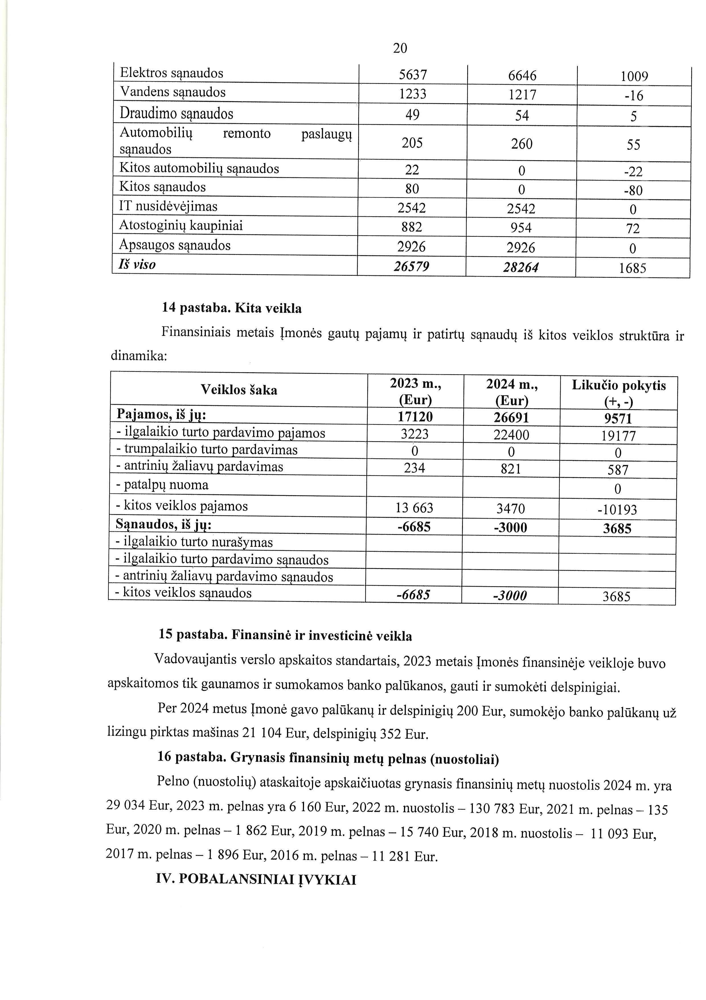 20
Elektros sąnaudos 5637 6646 1009
Vandens sąnaudos 1233 1217 -16
Draudimo sąnaudos 49 54 5
Automobilių remonto paslaugų
sąnaudos 205 260 55
Kitos automobilių sąnaudos 22 0 -22
Kitos sąnaudos 80 0 -80
IT nusidėvėjimas 2542 2542 0
Atostoginių kaupiniai 882 954 72
Apsaugos sąnaudos 2926 2926 0
Iš viso 26579 28264 1685
14 pastaba. Kita veikla
Finansiniais metais Įmonės gautų pajamų ir patirtų sąnaudų iš kitos veiklos struktūra ir
dinamika:
Veiklos šaka 2023 m., (Eur) 2024 m., (Eur) Likučio pokytis (+, -)
Pajamos, iš jų: 17120 26691 9571
- ilgalaikio turto pardavimo pajamos 3223 22400 19177
- trumpalaikio turto pardavimas 0 0 0
- antrinių žaliavų pardavimas 234 821 587
- patalpų nuoma 0
- kitos veiklos pajamos 13 663 3470 -10193
Sąnaudos, iš jų: -6685 -3000 3685
- ilgalaikio turto nurašymas
- ilgalaikio turto pardavimo sąnaudos
- antrinių žaliavų pardavimo sąnaudos
- kitos veiklos sąnaudos -6685 -3000 3685
15 pastaba. Finansinė ir investicinė veikla
Vadovaujantis verslo apskaitos standartais, 2023 metais Įmonės finansinėje veikloje buvo
apskaitomos tik gaunamos ir sumokamos banko palūkanos, gauti ir sumokėti delspinigiai.
Per 2024 metus Įmonė gavo palūkanų ir delspinigių 200 Eur, sumokėjo banko palūkanų už
lizingu pirktas mašinas 21 104 Eur, delspinigių 352 Eur.
16 pastaba. Grynasis finansinių metų pelnas (nuostoliai)
Pelno (nuostolių) ataskaitoje apskaičiuotas grynasis finansinių metų nuostolis 2024 m. yra
29 034 Eur, 2023 m. pelnas yra 6 160 Eur, 2022 m. nuostolis – 130 783 Eur, 2021 m. pelnas – 135
Eur, 2020 m. pelnas – 1 862 Eur, 2019 m. pelnas – 15 740 Eur, 2018 m. nuostolis – 11 093 Eur,
2017 m. pelnas – 1 896 Eur, 2016 m. pelnas – 11 281 Eur.
IV. POBALANSINIAI ĮVYKIAI